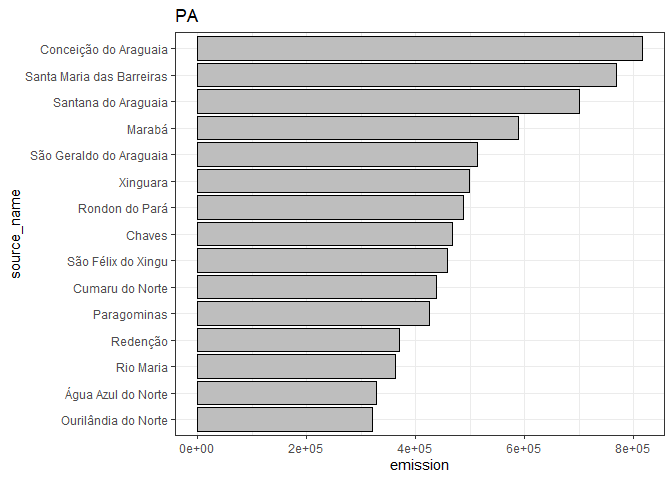 PA
Conceição do Araguaia
Santa Maria das Barreiras
Santana do Araguaia
Marabá
São Geraldo do Araguaia
Xinguara
Rondon do Pará
Chaves
São Félix do Xingu
Cumaru do Norte
Paragominas
Redenção
Rio Maria
Água Azul do Norte
Ourilândia do Norte
source_name
0e+00 2e+05 4e+05 6e+05 8e+05
emission